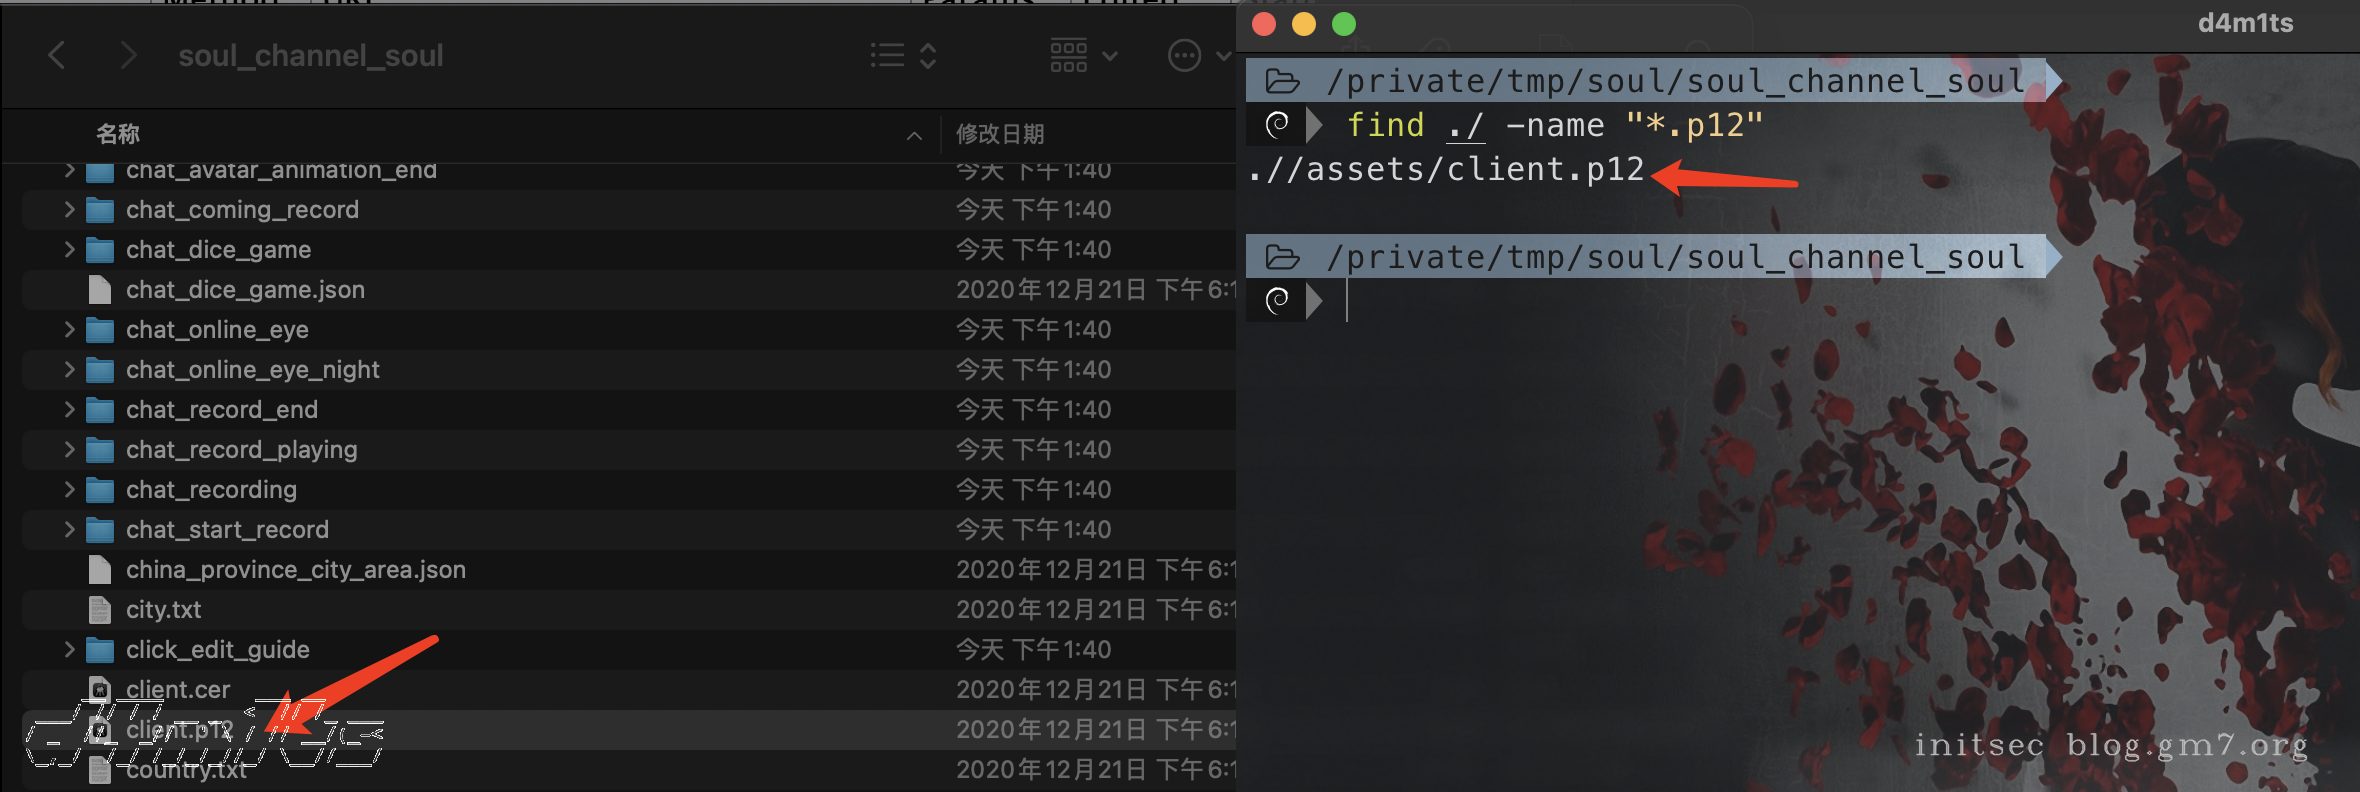 soul_channel_soul
名称
修改日期
chat_avatar_animation_end
今天 下午1:40
chat_coming_record
今天 下午1:40
chat_dice_game
今天 下午1:40
chat_dice_game.json
2020年12月21日 下午6:1
chat_online_eye
今天 下午1:40
chat_online_eye_night
今天 下午1:40
chat_record_end
今天 下午1:40
chat_record_playing
今天 下午1:40
chat_recording
今天 下午1:40
chat_start_record
今天 下午1:40
china_province_city_area.json
2020年12月21日 下午6:1
city.txt
2020年12月21日 下午6:1
click_edit_guide
今天 下午1:40
client.cer
2020年12月21日 下午6:1
client.p12
2020年12月21日 下午6:1
country.txt
2020年12月21日 下午6:1
d4m1ts
/private/tmp/soul/soul_channel_soul
find ./ -name "*.p12"
.//assets/client.p12
/private/tmp/soul/soul_channel_soul
initsec blog.gm7.org